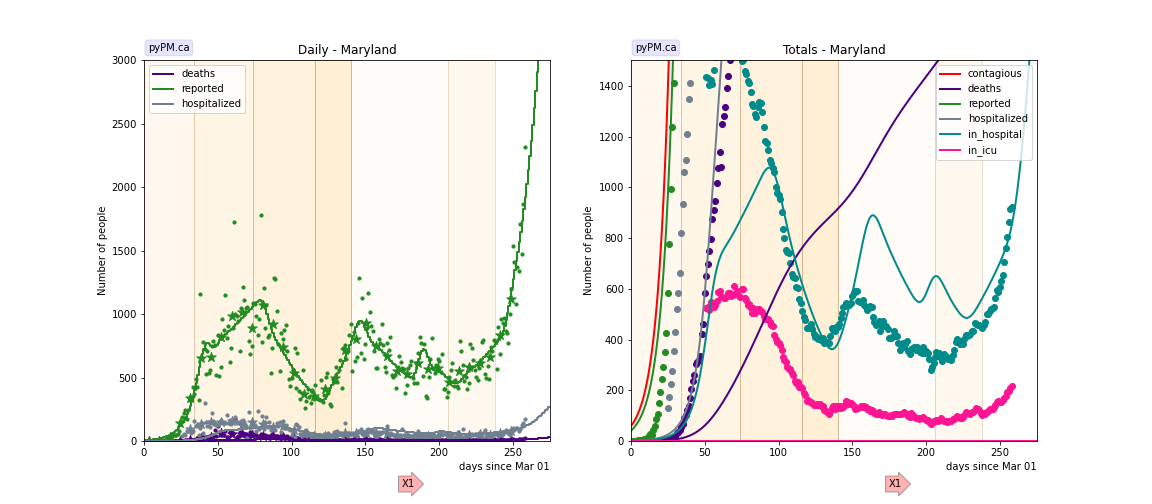 pyPM.ca
Daily - Maryland
deaths
reported
hospitalized
3000
2500
2000
1500
1000
500
0
Number of people
0
50
100
150
200
250
days since Mar 01
X1
pyPM.ca
Totals - Maryland
contagious
deaths
reported
hospitalized
in_hospital
in_icu
1400
1200
1000
800
600
400
200
0
Number of people
0
50
100
150
200
250
days since Mar 01
X1